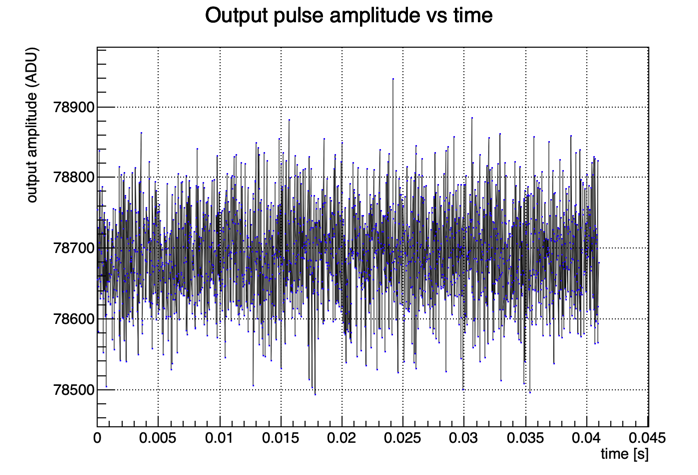 Output pulse amplitude vs time
output amplitude (ADU)
78900
78800
78700
78600
78500
0 0.005 0.01 0.015 0.02 0.025 0.03 0.035 0.04 0.045
time [s]